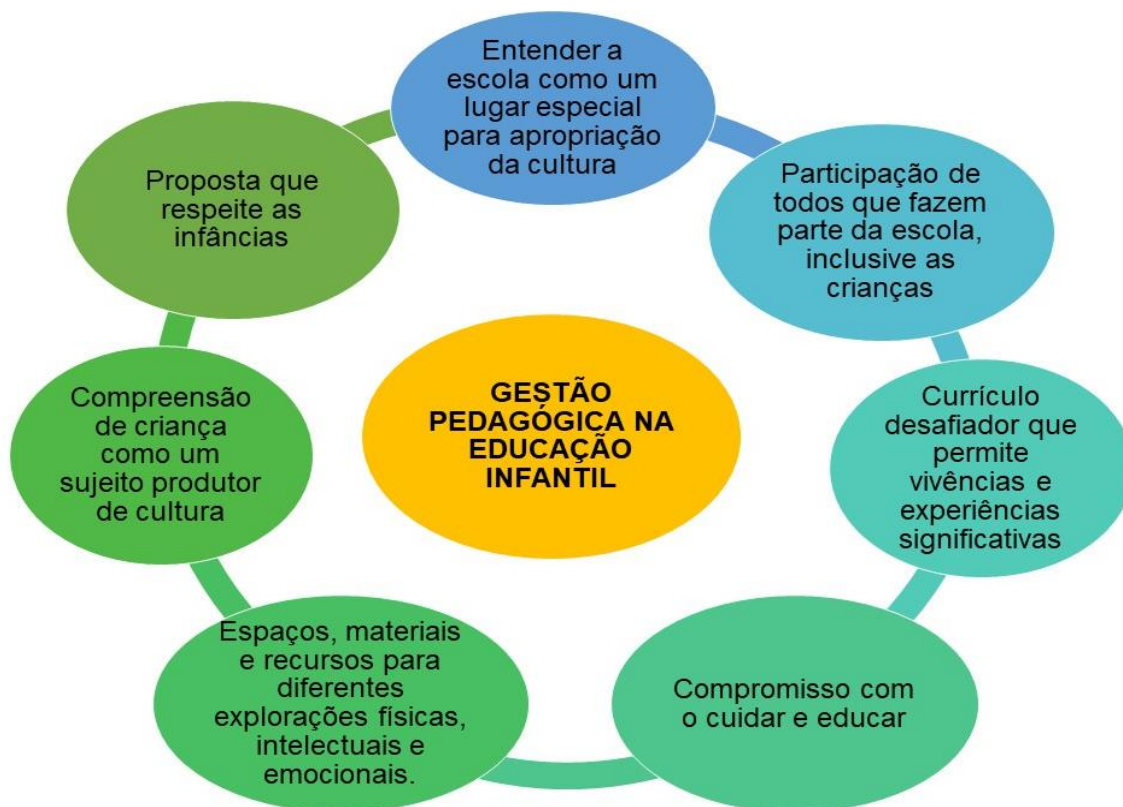 Entender a
escola como um
lugar especial
para apropriação
da cultura
Participação de
todos que fazem
parte da escola,
inclusive as
crianças
Currículo
desafiador que
permite
vivências e
experiências
significativas
Compromisso com
o cuidar e educar
Espaços, materiais
e recursos para
diferentes
explorações físicas,
intelectuais e
emocionais.
Compreensão
de criança
como um
sujeito produtor
de cultura
Proposta que
respeite as
infâncias
GESTÃO
PEDAGÓGICA NA
EDUCAÇÃO
INFANTIL